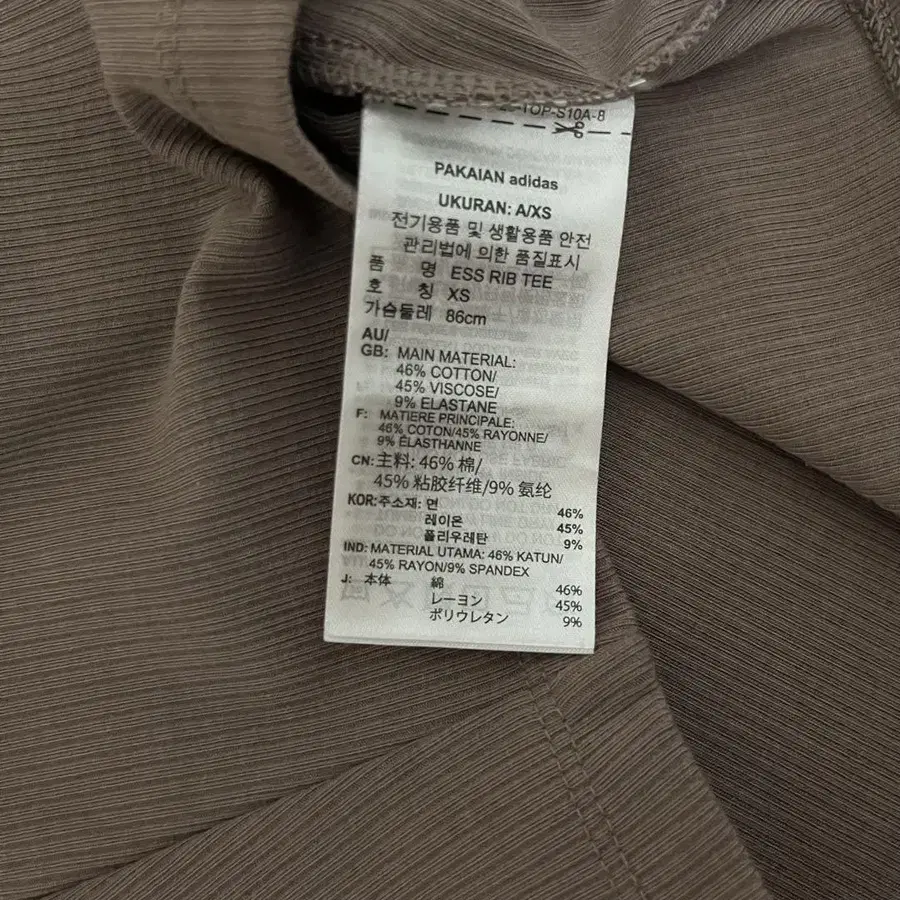 TOP-S10A-8
PAKAIAN adidas
UKURAN: A/XS
전기용품 및 생활용품 안전
관리법에 의한 품질표시
품 명 ESS RIB TEE
호 칭 XS
가슴둘레 86cm
AU/
GB: MAIN MATERIAL:
46% COTTON/
45% VISCOSE/
9% ELASTANE
F: MATIERE PRINCIPALE:
46% COTON/45% RAYONNE/
9% ÉLASTHANNE
CN: 主料: 46% 棉/
45% 粘胶纤维/9% 氨纶
KOR: 주소재: 면 46%
레이온 45%
폴리우레탄 9%
IND: MATERIAL UTAMA: 46% KATUN/
45% RAYON/9% SPANDEX
J: 本体 綿 46%
レーヨン 45%
ポリウレタン 9%